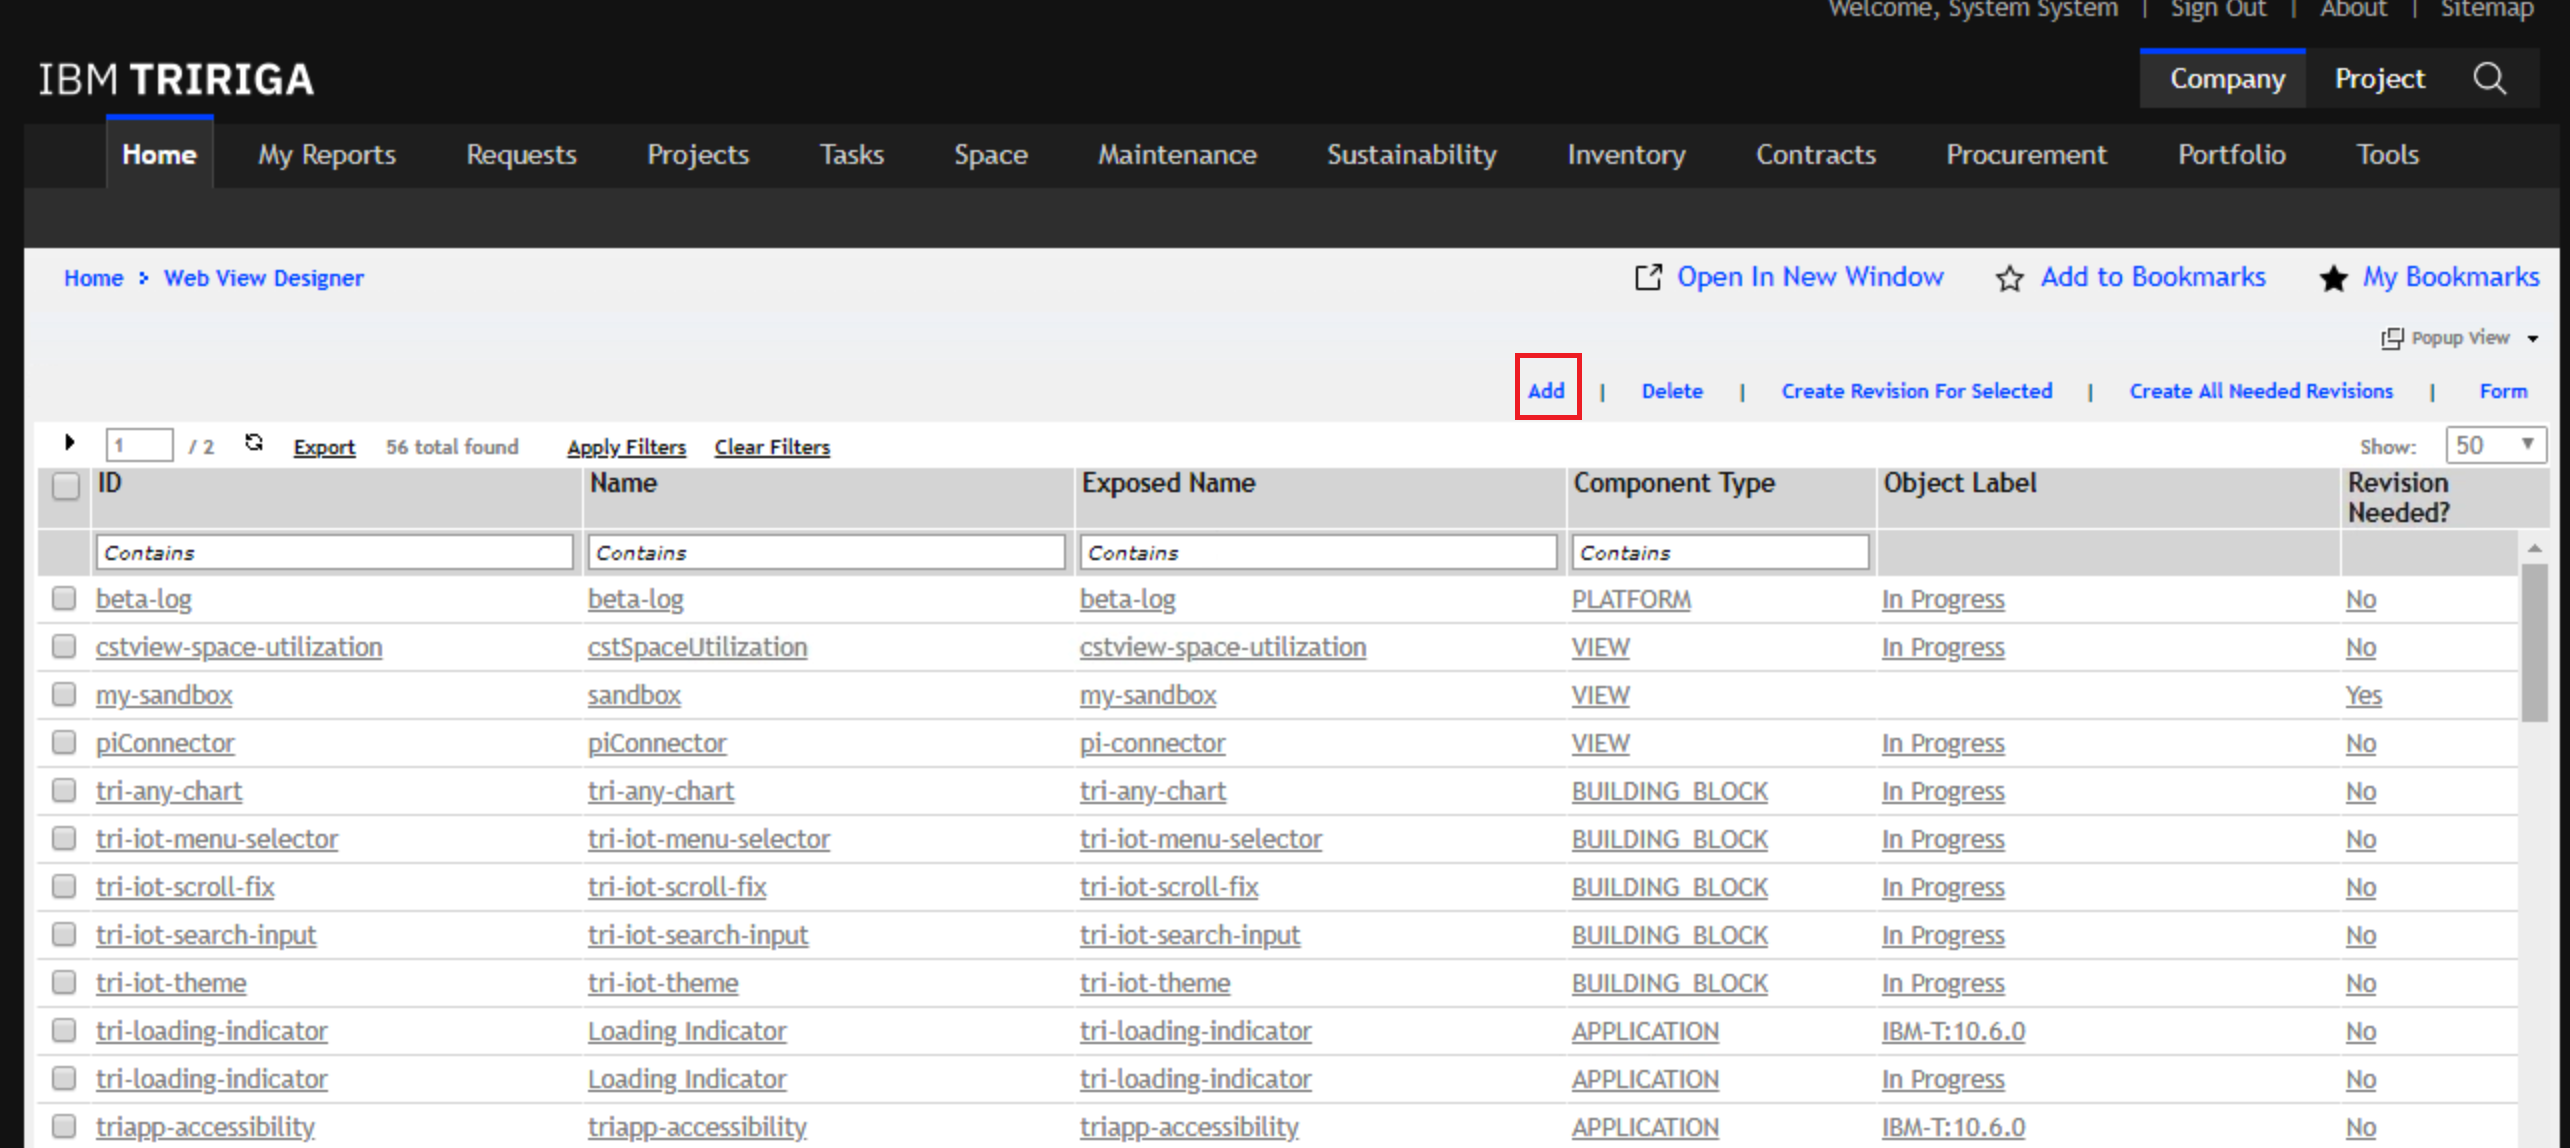 Welcome, System System | Sign Out | About | Sitemap
IBM TRIRIGA
Company Project
Home My Reports Requests Projects Tasks Space Maintenance Sustainability Inventory Contracts Procurement Portfolio Tools
Home Web View Designer Open In New Window Add to Bookmarks My Bookmarks
Popup View
Add | Delete | Create Revision For Selected | Create All Needed Revisions | Form
1 / 2 Export 56 total found Apply Filters Clear Filters Show: 50
ID Name Exposed Name Component Type Object Label Revision
Needed?
Contains Contains Contains Contains
beta-log beta-log beta-log PLATFORM In Progress No
cstview-space-utilization cstSpaceUtilization cstview-space-utilization VIEW In Progress No
my-sandbox sandbox my-sandbox VIEW Yes
piConnector piConnector pi-connector VIEW In Progress No
tri-any-chart tri-any-chart tri-any-chart BUILDING_BLOCK In Progress No
tri-iot-menu-selector tri-iot-menu-selector tri-iot-menu-selector BUILDING_BLOCK In Progress No
tri-iot-scroll-fix tri-iot-scroll-fix tri-iot-scroll-fix BUILDING_BLOCK In Progress No
tri-iot-search-input tri-iot-search-input tri-iot-search-input BUILDING_BLOCK In Progress No
tri-iot-theme tri-iot-theme tri-iot-theme BUILDING_BLOCK In Progress No
tri-loading-indicator Loading Indicator tri-loading-indicator APPLICATION IBM-T:10.6.0 No
tri-loading-indicator Loading Indicator tri-loading-indicator APPLICATION In Progress No
triapp-accessibility triapp-accessibility triapp-accessibility APPLICATION IBM-T:10.6.0 No